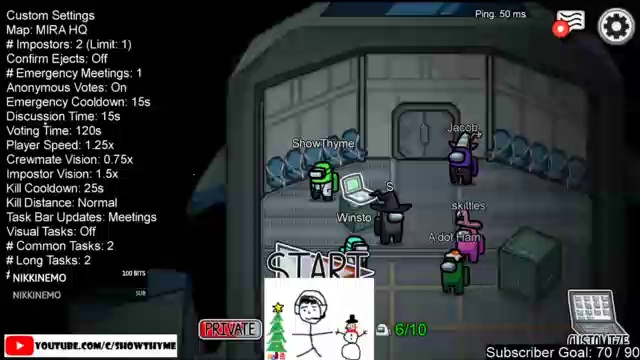 Custom Settings
Map: MIRA HQ
# Impostors: 2 (Limit: 1)
Confirm Ejects: Off
# Emergency Meetings: 1
Anonymous Votes: On
Emergency Cooldown: 15s
Discussion Time: 15s
Voting Time: 120s
Player Speed: 1.25x
Crewmate Vision: 0.75x
Impostor Vision: 1.5x
Kill Cooldown: 25s
Kill Distance: Normal
Task Bar Updates: Meetings
Visual Tasks: Off
# Common Tasks: 2
# Long Tasks: 2
NIKKINEMO 100 BITS
NIKKINEMO SUB
YOUTUBE.COM/C/SHOWTHYME
Ping: 50 ms
ShowThyme
Jacob
S
Winsto
skittles
A dot Ham
START
PRIVATE
6/10
CUSTOMIZE
Subscriber Goal: 70 / 90